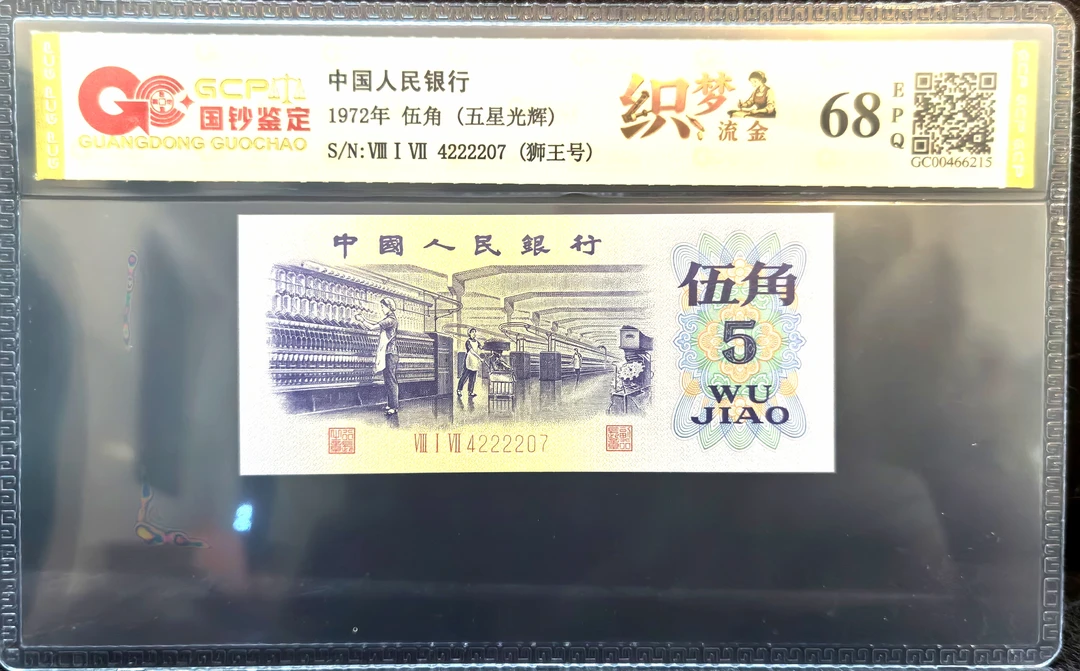 GCP
国钞鉴定
GUANGDONG GUOCHAO
中国人民银行
1972年 伍角 (五星光辉)
S/N:Ⅷ Ⅰ Ⅶ 4222207 (狮王号)
织梦流金
68
EPQ
GC00466215
中國人民銀行
伍角
5
WU
JIAO
Ⅷ Ⅰ Ⅶ 4222207